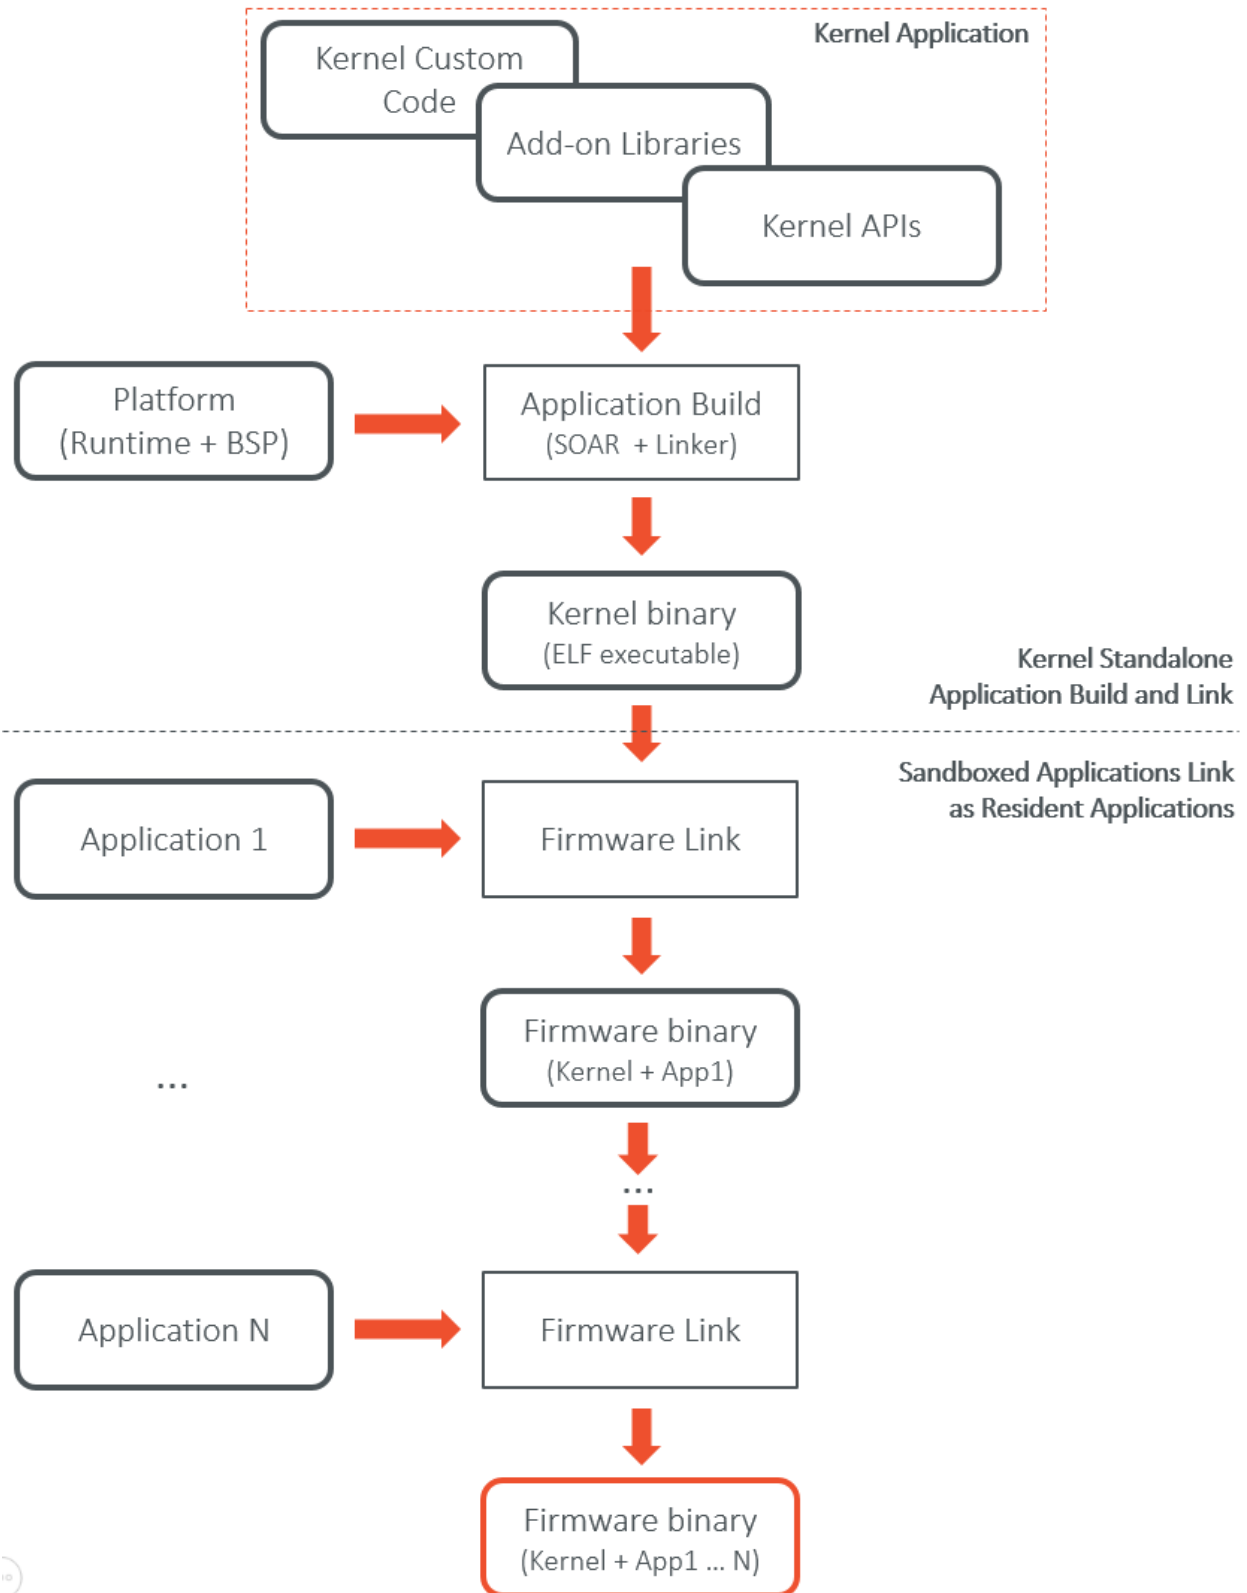 Kernel Application
Kernel Custom
Code
Add-on Libraries
Kernel APIs
Platform
(Runtime + BSP)
Application Build
(SOAR + Linker)
Kernel binary
(ELF executable)
Kernel Standalone
Application Build and Link
Sandboxed Applications Link
as Resident Applications
Application 1
Firmware Link
Firmware binary
(Kernel + App1)
...
...
Application N
Firmware Link
Firmware binary
(Kernel + App1 ... N)